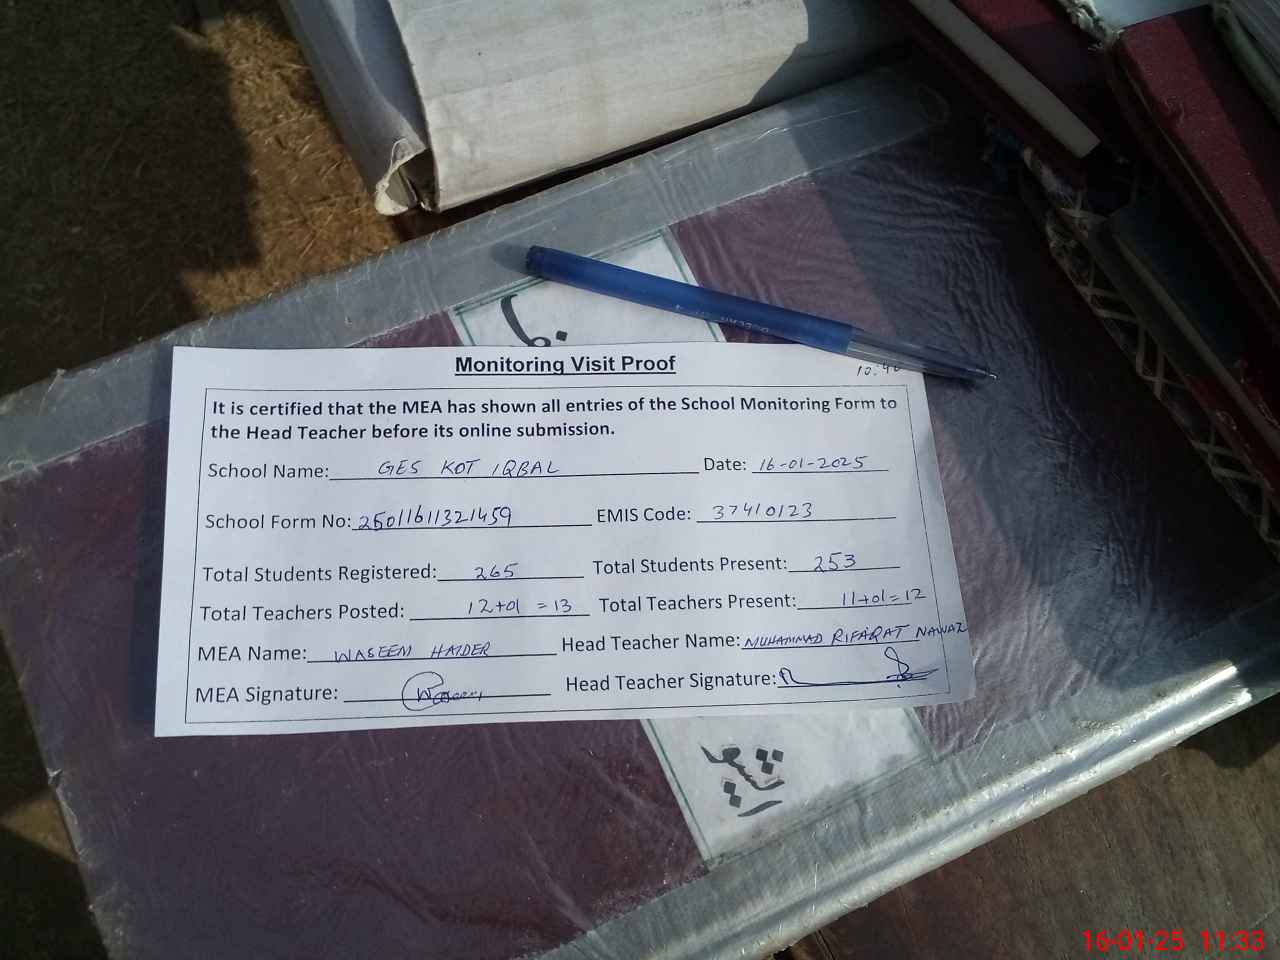 Monitoring Visit Proof
It is certified that the MEA has shown all entries of the School Monitoring Form to
the Head Teacher before its online submission.
School Name: GES KOT IQBAL Date: 16-01-2025
School Form No: 25011611321459 EMIS Code: 37410123
Total Students Registered: 265 Total Students Present: 253
Total Teachers Posted: 12+01 = 13 Total Teachers Present: 11+01=12
MEA Name: WASEEM HAIDER Head Teacher Name: MUHAMMAD RIFAQAT NAWAZ
MEA Signature: Waseem
Head Teacher Signature:
16-01-25 11:33